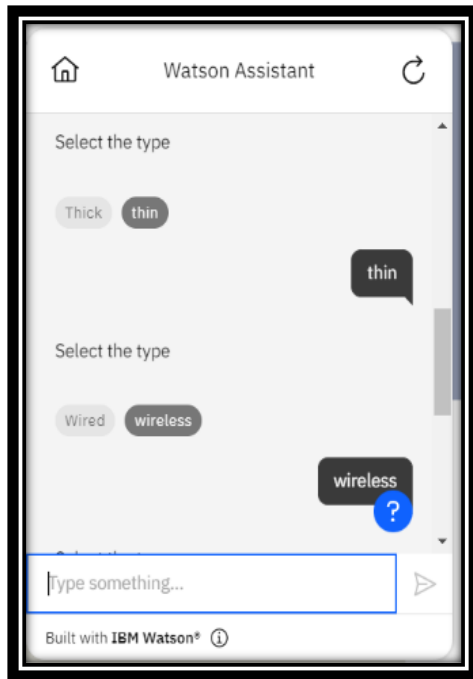 Watson Assistant
Select the type
Thick thin
thin
Select the type
Wired wireless
wireless
?
Type something...
Built with IBM Watson® ⓘ